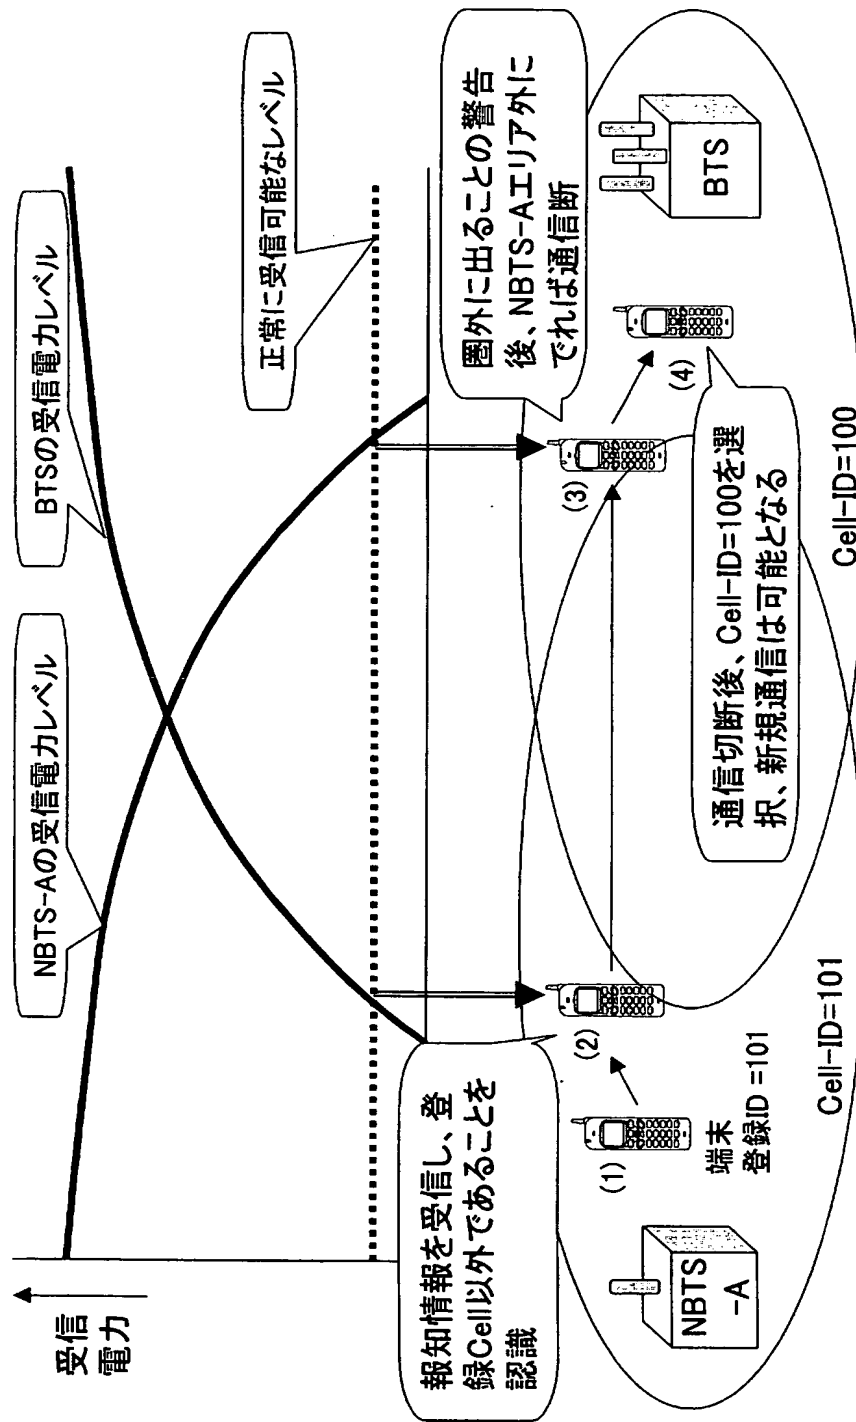 受信
電力
NBTS-Aの受信電力レベル
BTSの受信電力レベル
正常に受信可能なレベル
報知情報を受信し、登
録Cell以外であることを
認識
圏外に出ることの警告
後、NBTS-Aエリア外に
でれば通信断
(1)
(2)
(3)
(4)
端末
登録ID =101
通信切断後、Cell-ID=100を選
択、新規通信は可能となる
NBTS
-A
BTS
Cell-ID=101
Cell-ID=100